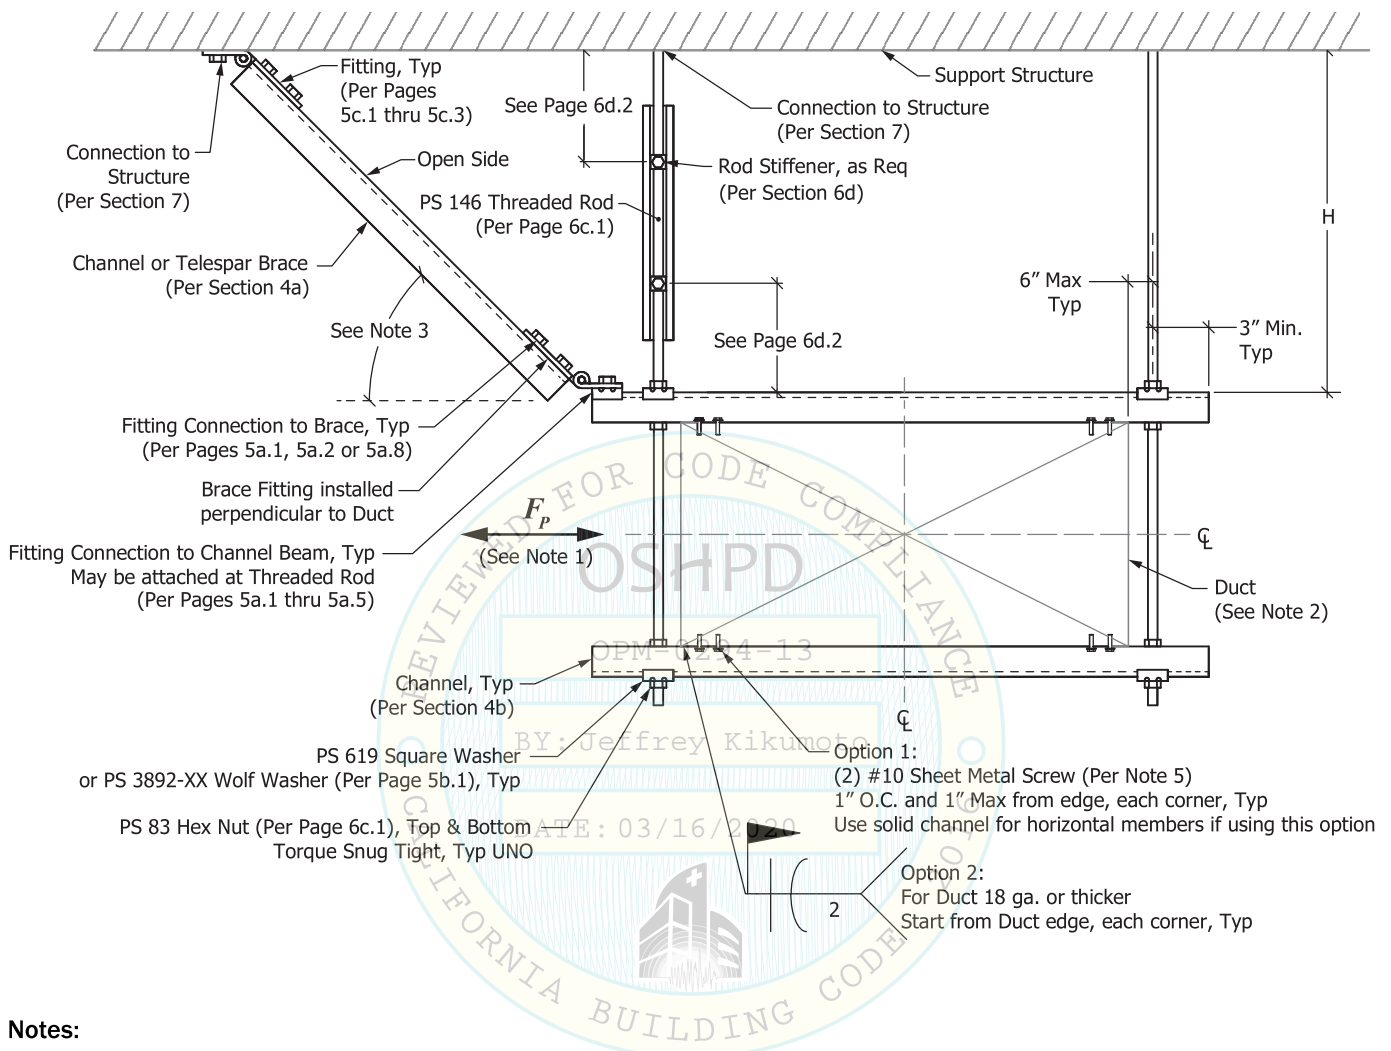 Fitting, Typ
(Per Pages
5c.1 thru 5c.3)
See Page 6d.2
Support Structure
Connection to Structure
(Per Section 7)
Connection to
Structure
(Per Section 7)
Open Side
Rod Stiffener, as Req
(Per Section 6d)
PS 146 Threaded Rod
(Per Page 6c.1)
H
Channel or Telespar Brace
(Per Section 4a)
6” Max
Typ
See Note 3
See Page 6d.2
3” Min.
Typ
Fitting Connection to Brace, Typ
(Per Pages 5a.1, 5a.2 or 5a.8)
Brace Fitting installed
perpendicular to Duct
FP
(See Note 1)
Fitting Connection to Channel Beam, Typ
May be attached at Threaded Rod
(Per Pages 5a.1 thru 5a.5)
℄
Duct
(See Note 2)
REVIEWED FOR CODE COMPLIANCE
OSHPD
OPM-0294-13
BY: Jeffrey Kikumoto
DATE: 03/16/2020
CALIFORNIA BUILDING CODE 2016
Channel, Typ
(Per Section 4b)
℄
PS 619 Square Washer
or PS 3892-XX Wolf Washer (Per Page 5b.1), Typ
PS 83 Hex Nut (Per Page 6c.1), Top & Bottom
Torque Snug Tight, Typ UNO
Option 1:
(2) #10 Sheet Metal Screw (Per Note 5)
1” O.C. and 1” Max from edge, each corner, Typ
Use solid channel for horizontal members if using this option
2
Option 2:
For Duct 18 ga. or thicker
Start from Duct edge, each corner, Typ
Notes: